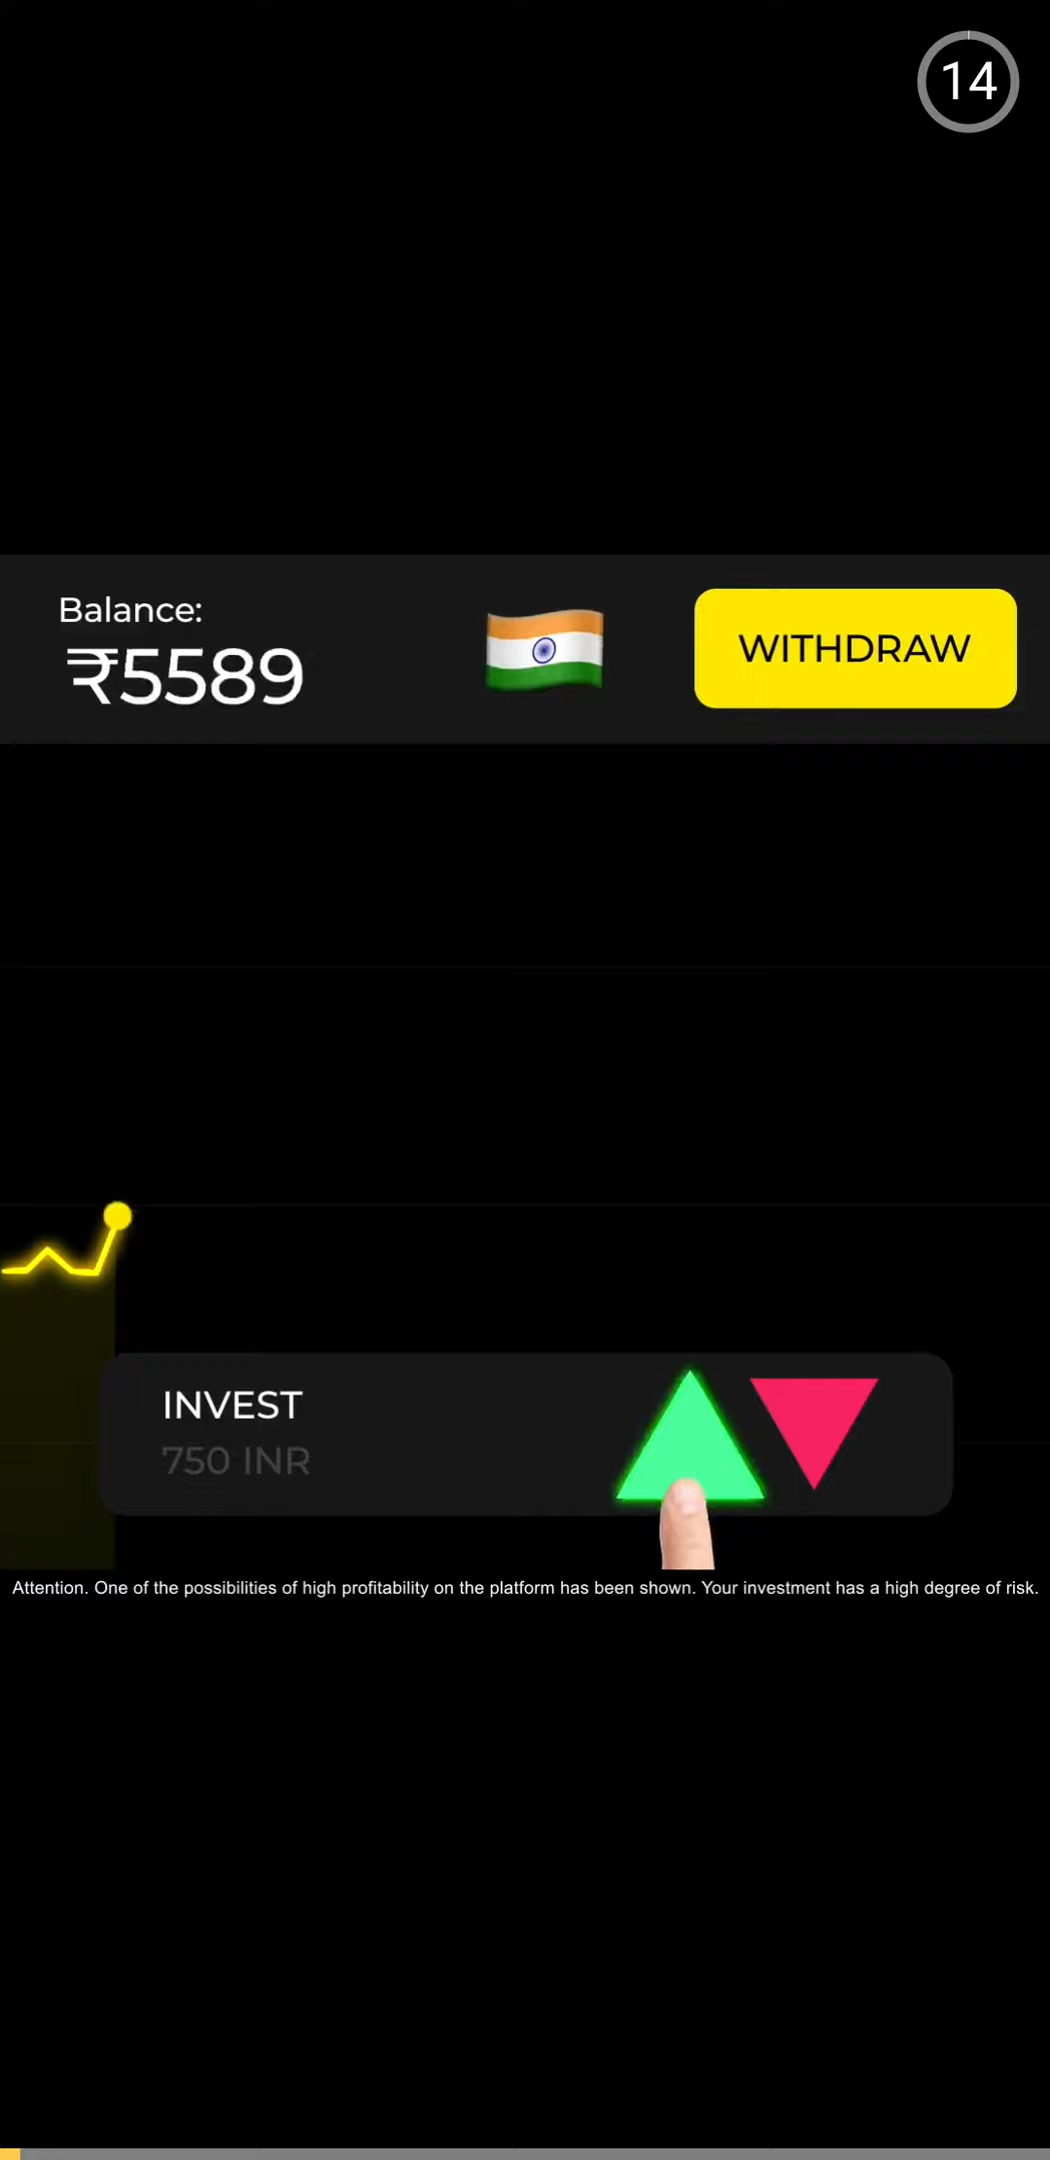 14
Balance:
₹5589
WITHDRAW
INVEST
750 INR
Attention. One of the possibilities of high profitability on the platform has been shown. Your investment has a high degree of risk.